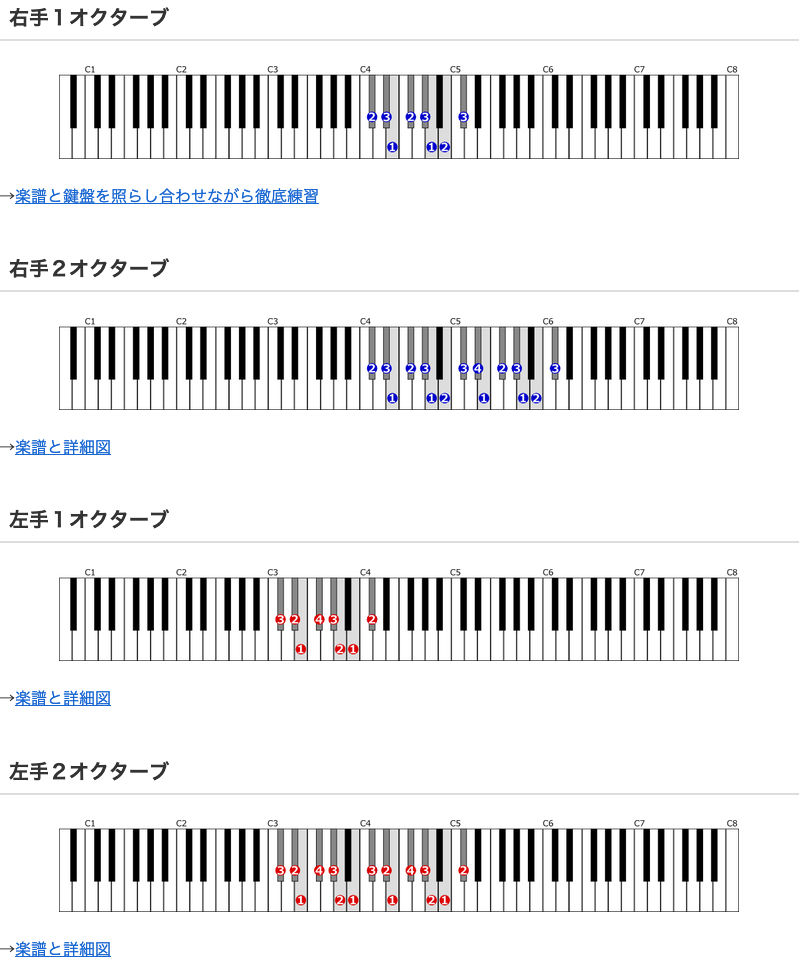 右手１オクターブ
C1 C2 C3 C4 C5 C6 C7 C8
2 3 2 3 3
1 1 2
→楽譜と鍵盤を照らし合わせながら徹底練習
右手２オクターブ
C1 C2 C3 C4 C5 C6 C7 C8
2 3 2 3 3 4 2 3 3
1 1 2 1 1 2
→楽譜と詳細図
左手１オクターブ
C1 C2 C3 C4 C5 C6 C7 C8
3 2 4 3 2
1 2 1
→楽譜と詳細図
左手２オクターブ
C1 C2 C3 C4 C5 C6 C7 C8
3 2 4 3 3 2 4 3 2
1 2 1 1 2 1
→楽譜と詳細図